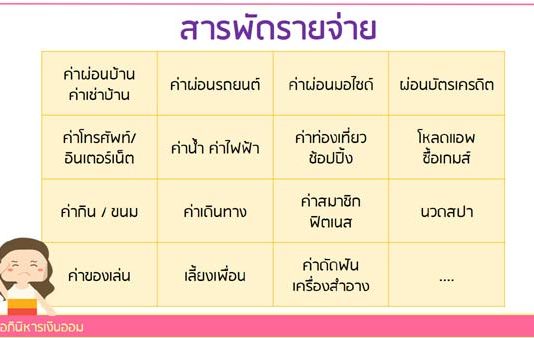 สารพัดรายจ่าย
ค่าผ่อนบ้าน
ค่าเช่าบ้าน
ค่าผ่อนรถยนต์
ค่าผ่อนมอไซด์
ผ่อนบัตรเครดิต
ค่าโทรศัพท์/
อินเตอร์เน็ต
ค่าน้ำ ค่าไฟฟ้า
ค่าท่องเที่ยว
ช้อปปิ้ง
โหลดแอพ
ซื้อเกมส์
ค่ากิน / ขนม
ค่าเดินทาง
ค่าสมาชิก
ฟิตเนส
นวดสปา
ค่าของเล่น
เลี้ยงเพื่อน
ค่าดัดฟัน
เครื่องสำอาง
....
อภินิหารเงินออม